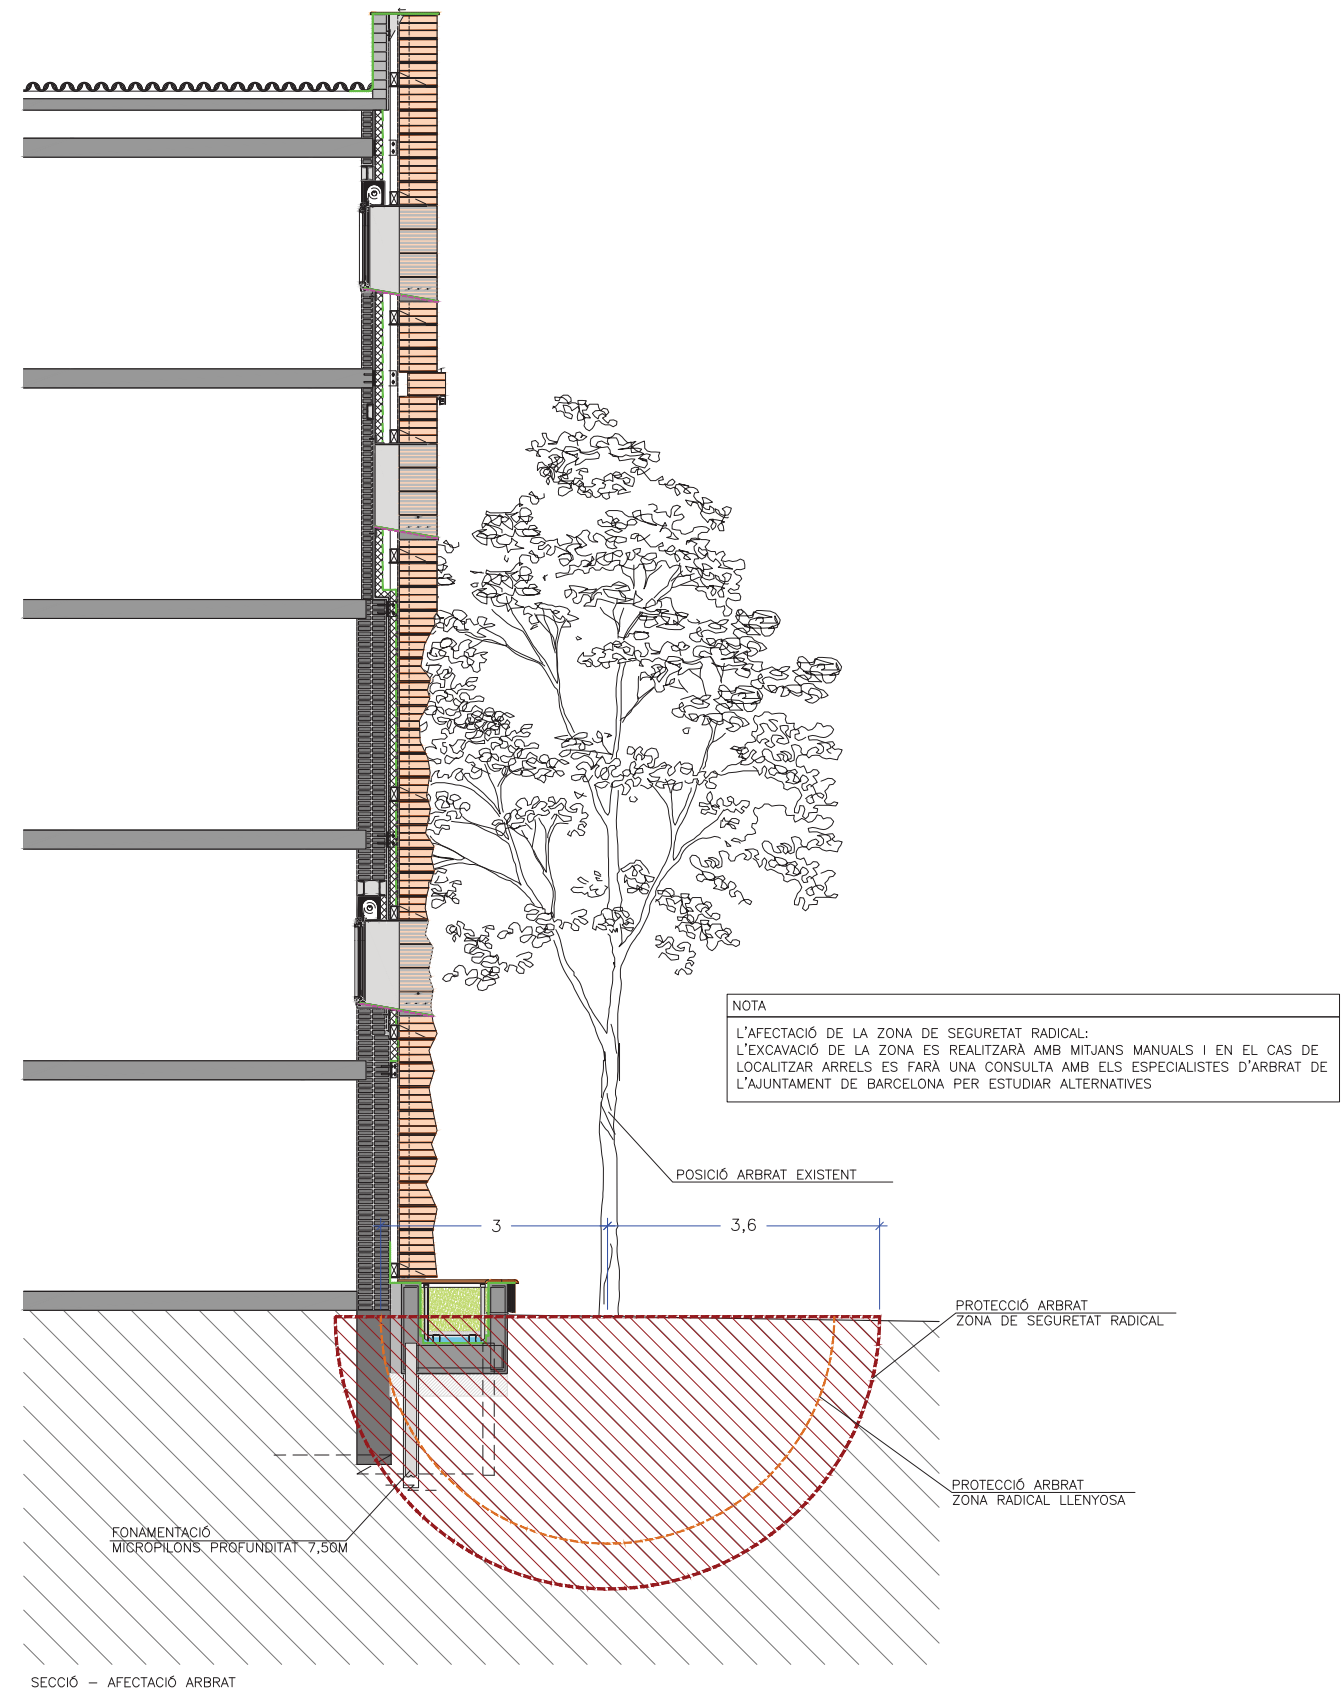 NOTA
L'AFECTACIÓ DE LA ZONA DE SEGURETAT RADICAL:
L'EXCAVACIÓ DE LA ZONA ES REALITZARÀ AMB MITJANS MANUALS I EN EL CAS DE
LOCALITZAR ARRELS ES FARÀ UNA CONSULTA AMB ELS ESPECIALISTES D'ARBRAT DE
L'AJUNTAMENT DE BARCELONA PER ESTUDIAR ALTERNATIVES
POSICIÓ ARBRAT EXISTENT
3
3,6
PROTECCIÓ ARBRAT
ZONA DE SEGURETAT RADICAL
PROTECCIÓ ARBRAT
ZONA RADICAL LLENYOSA
FONAMENTACIÓ
MICROPILONS PROFUNDITAT 7,50M
SECCIÓ – AFECTACIÓ ARBRAT